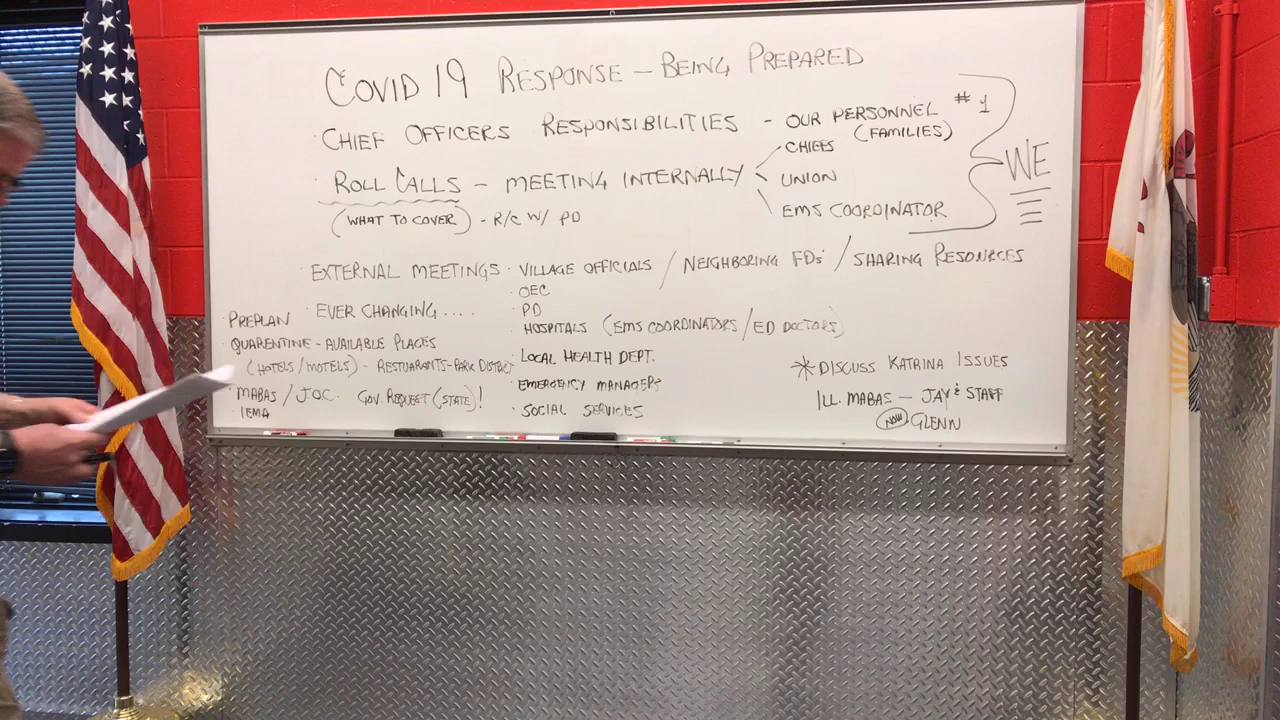 COVID 19 RESPONSE - BEING PREPARED
· CHIEF OFFICERS RESPONSIBILITIES - OUR PERSONNEL #1
(FAMILIES)
CHIEFS
· ROLL CALLS - MEETING INTERNALLY
UNION
WE
(WHAT TO COVER) - R/C W/ PD
EMS COORDINATOR
· EXTERNAL MEETINGS · VILLAGE OFFICIALS / NEIGHBORING FDs / SHARING RESOURCES
· OEC
· EVER CHANGING ....
· PD
· PREPLAN
HOSPITALS (EMS COORDINATORS / ED DOCTORS)
· QUARENTINE - AVAILABLE PLACES
(HOTELS/MOTELS) - RESTUARANTS - PARK DISTRICT
· LOCAL HEALTH DEPT.
· EMERGENCY MANAGERS
· MABAS / JOC. GOV. REQUEST (STATE)!
· IEMA
· SOCIAL SERVICES
* DISCUSS KATRINA ISSUES
ILL. MABAS - JAY & STAFF
NOW GLENN